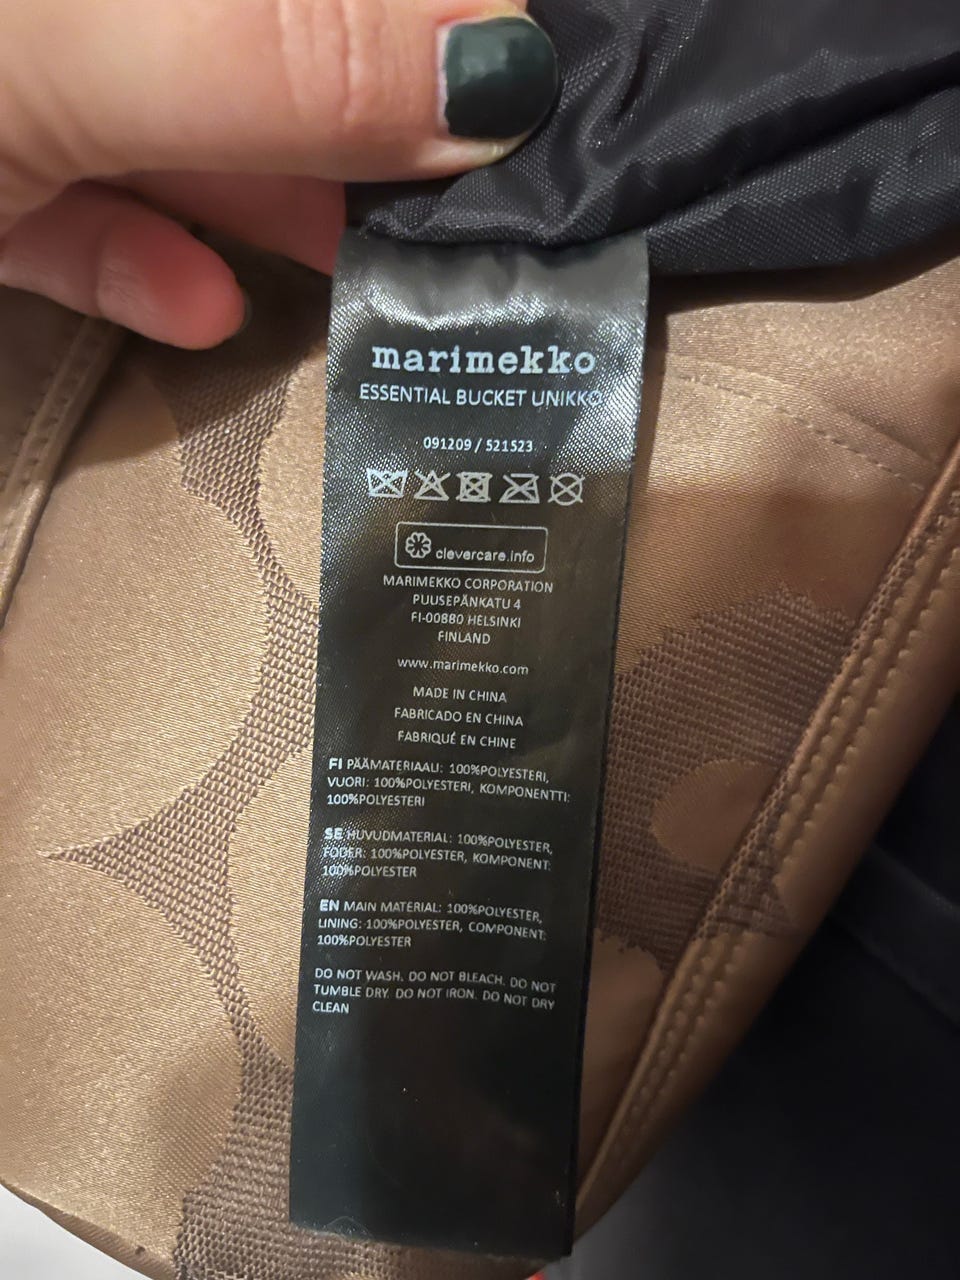 marimekko
ESSENTIAL BUCKET UNIKKO
091209 / 521523
clevercare.info
MARIMEKKO CORPORATION
PUUSEPÄNKATU 4
FI-00880 HELSINKI
FINLAND
www.marimekko.com
MADE IN CHINA
FABRICADO EN CHINA
FABRIQUÉ EN CHINE
FI PÄÄMATERIAALI: 100%POLYESTERI,
VUORI: 100%POLYESTERI, KOMPONENTTI:
100%POLYESTERI
SE HUVUDMATERIAL: 100%POLYESTER,
FODER: 100%POLYESTER, KOMPONENT:
100%POLYESTER
EN MAIN MATERIAL: 100%POLYESTER,
LINING: 100%POLYESTER, COMPONENT:
100%POLYESTER
DO NOT WASH. DO NOT BLEACH. DO NOT
TUMBLE DRY. DO NOT IRON. DO NOT DRY
CLEAN